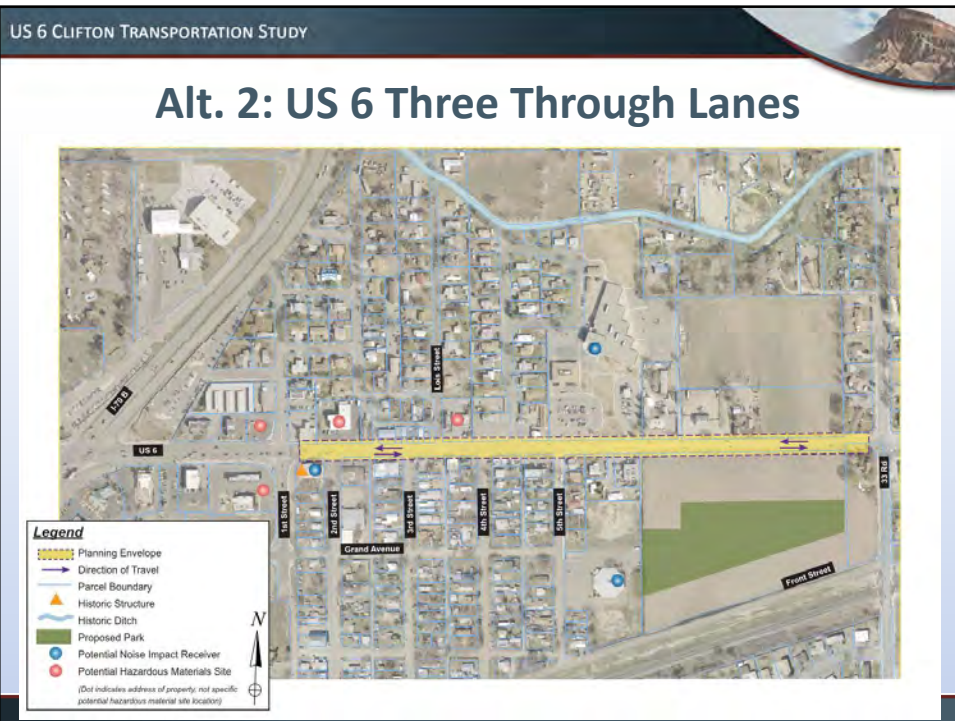 US 6 CLIFTON TRANSPORTATION STUDY
Alt. 2: US 6 Three Through Lanes
I-70 B
US 6
Lois Street
33 Rd
1st Street
2nd Street
3rd Street
4th Street
5th Street
Grand Avenue
Front Street
Legend
Planning Envelope
Direction of Travel
Parcel Boundary
Historic Structure
Historic Ditch
Proposed Park
Potential Noise Impact Receiver
Potential Hazardous Materials Site
(Dot indicates address of property, not specific
potential hazardous material site location)
N